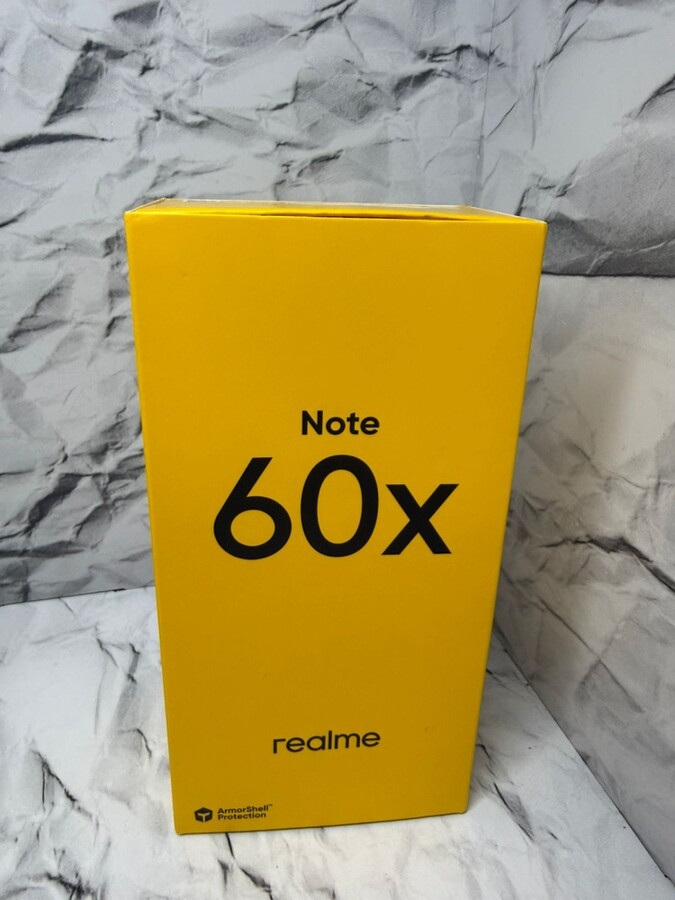 Note
60x
realme
ArmorShell™
Protection